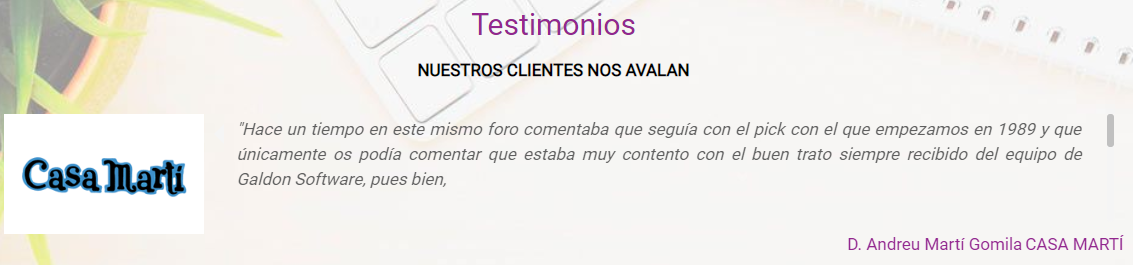 Testimonios
NUESTROS CLIENTES NOS AVALAN
Casa Martí
"Hace un tiempo en este mismo foro comentaba que seguía con el pick con el que empezamos en 1989 y que
únicamente os podía comentar que estaba muy contento con el buen trato siempre recibido del equipo de
Galdon Software, pues bien,
D. Andreu Martí Gomila CASA MARTÍ